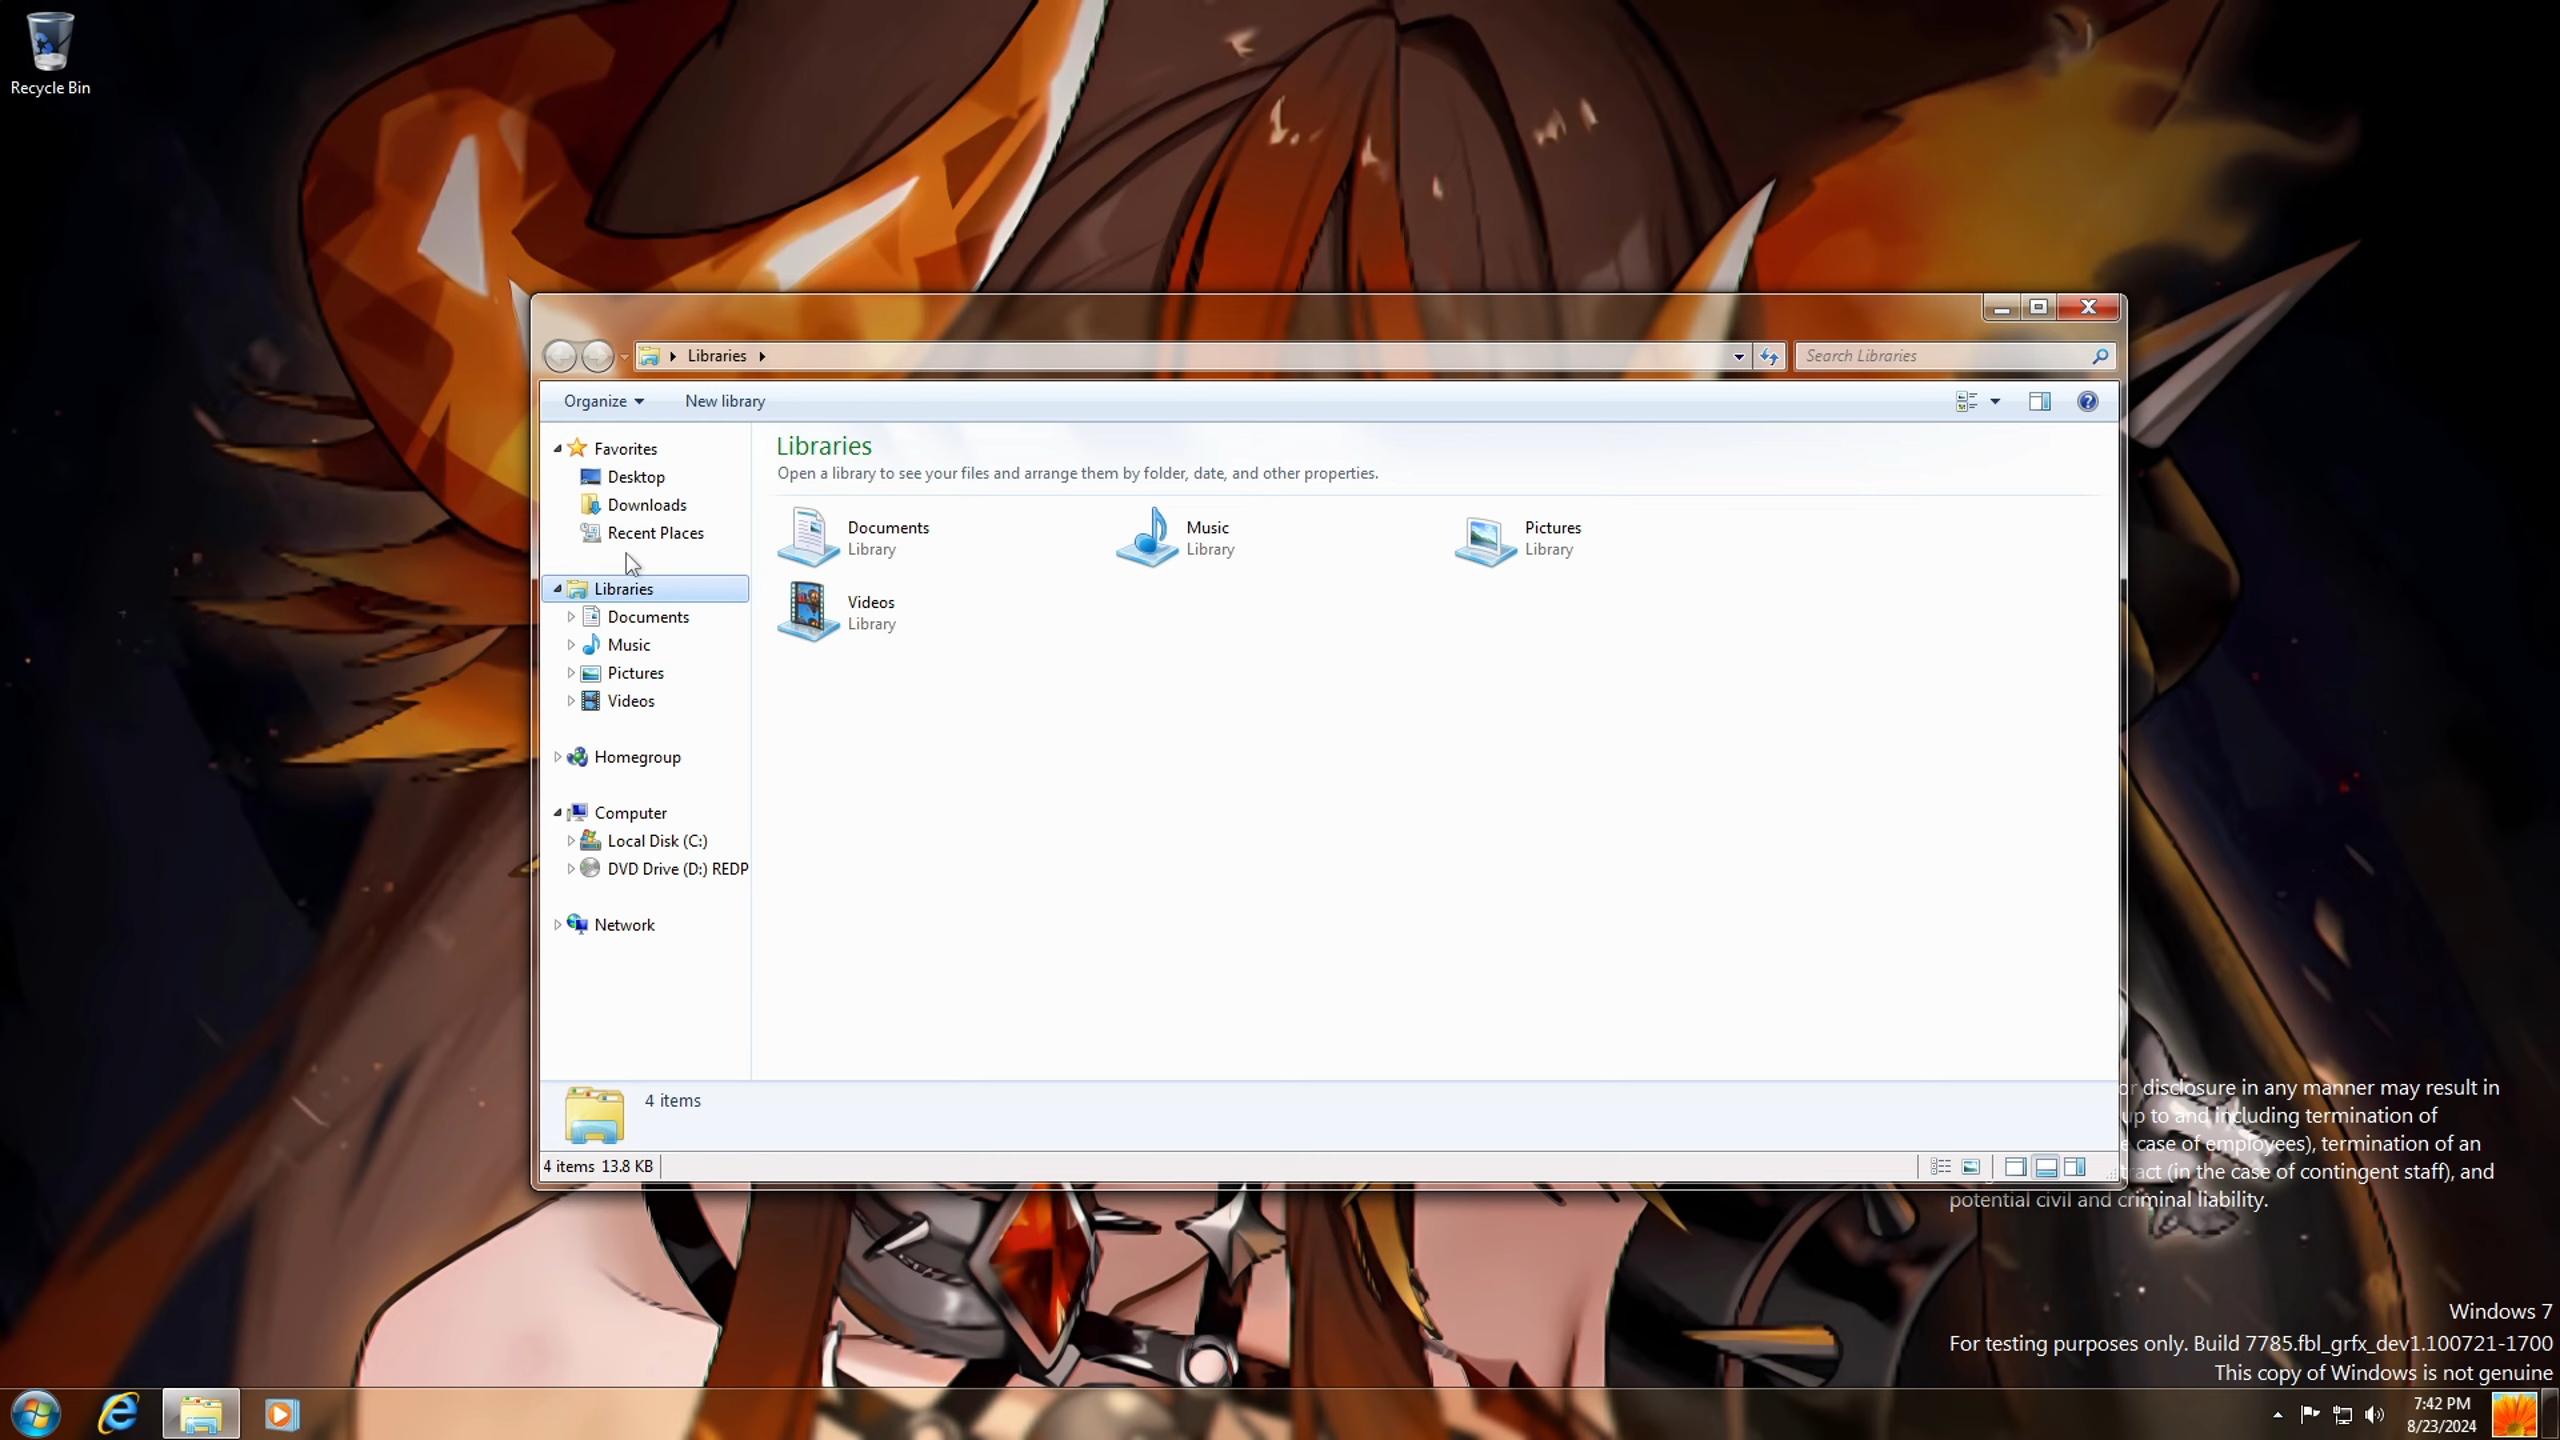 Recycle Bin
Libraries
Search Libraries
Organize
New library
Favorites
Desktop
Downloads
Recent Places
Libraries
Documents
Music
Pictures
Videos
Homegroup
Computer
Local Disk (C:)
DVD Drive (D:) REDP
Network
Libraries
Open a library to see your files and arrange them by folder, date, and other properties.
Documents
Library
Music
Library
Pictures
Library
Videos
Library
4 items
4 items 13.8 KB
or disclosure in any manner may result in
up to and including termination of
case of employees), termination of an
(in the case of contingent staff), and
potential civil and criminal liability.
Windows 7
For testing purposes only. Build 7785.fbl_grfx_dev1.100721-1700
This copy of Windows is not genuine
7:42 PM
8/23/2024